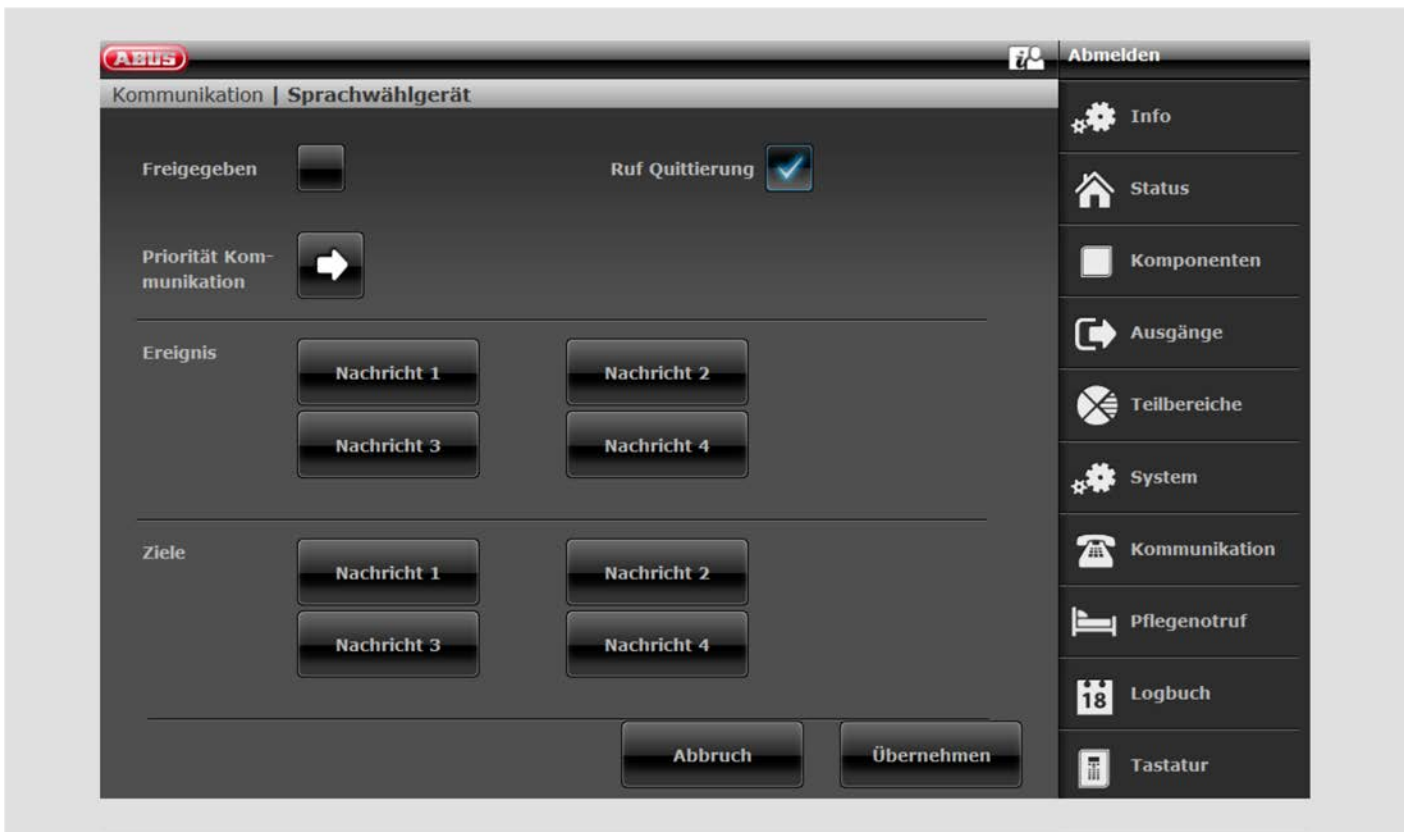 ABUS
Abmelden
Kommunikation | Sprachwählgerät
Freigegeben
Ruf Quittierung
Priorität Kom-
munikation
Ereignis
Nachricht 1
Nachricht 2
Nachricht 3
Nachricht 4
Ziele
Nachricht 1
Nachricht 2
Nachricht 3
Nachricht 4
Abbruch
Übernehmen
Info
Status
Komponenten
Ausgänge
Teilbereiche
System
Kommunikation
Pflegenotruf
18
Logbuch
Tastatur